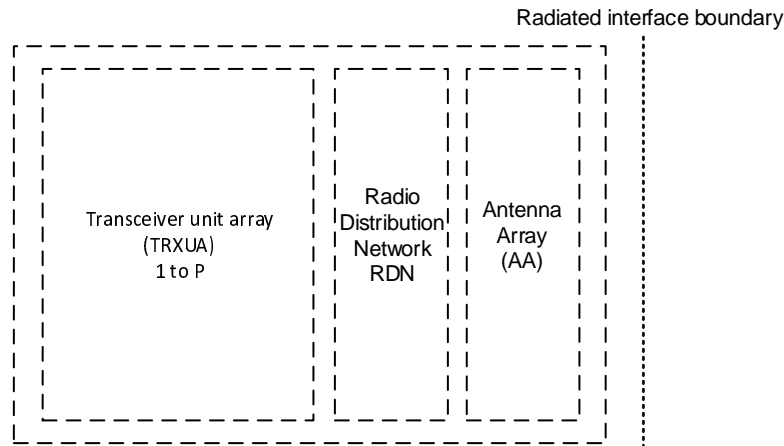 Radiated interface boundary
Transceiver unit array
(TRXUA)
1 to P
Radio
Distribution
Network
RDN
Antenna
Array
(AA)